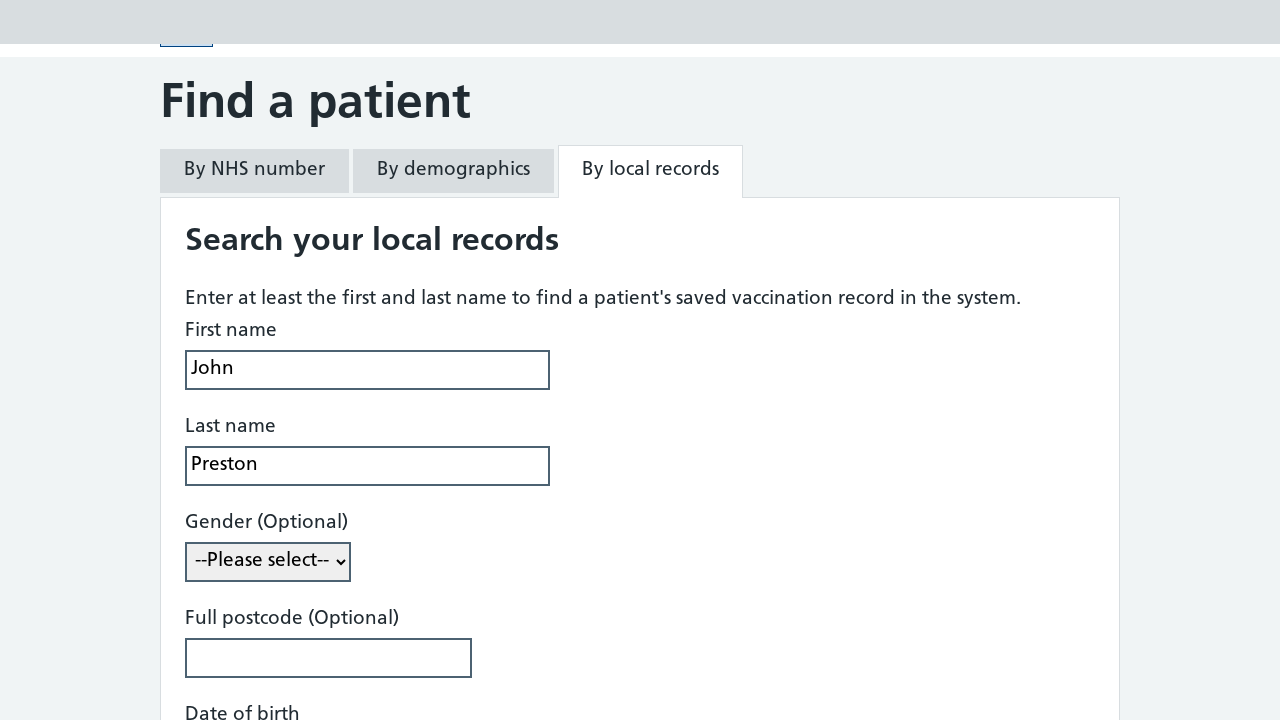 Find a patient
By NHS number
By demographics
By local records
Search your local records
Enter at least the first and last name to find a patient's saved vaccination record in the system.
First name
John
Last name
Preston
Gender (Optional)
--Please select--
Full postcode (Optional)
Date of birth